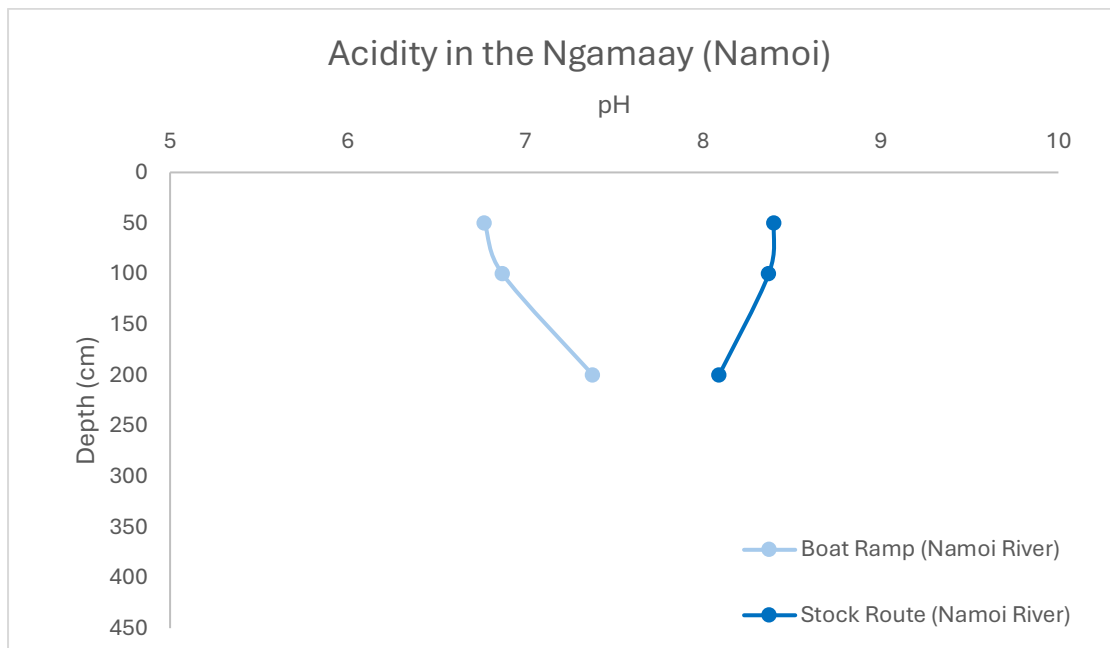 Acidity in the Ngamaay (Namoi)
pH
5 6 7 8 9 10
0
50
100
150
200
250
300
350
400
450
Depth (cm)
Boat Ramp (Namoi River)
Stock Route (Namoi River)